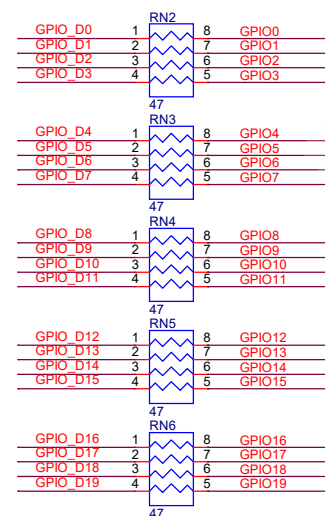 RN2
GPIO_D0 1 8 GPIO0
GPIO_D1 2 7 GPIO1
GPIO_D2 3 6 GPIO2
GPIO_D3 4 5 GPIO3
47
RN3
GPIO_D4 1 8 GPIO4
GPIO_D5 2 7 GPIO5
GPIO_D6 3 6 GPIO6
GPIO_D7 4 5 GPIO7
47
RN4
GPIO_D8 1 8 GPIO8
GPIO_D9 2 7 GPIO9
GPIO_D10 3 6 GPIO10
GPIO_D11 4 5 GPIO11
47
RN5
GPIO_D12 1 8 GPIO12
GPIO_D13 2 7 GPIO13
GPIO_D14 3 6 GPIO14
GPIO_D15 4 5 GPIO15
47
RN6
GPIO_D16 1 8 GPIO16
GPIO_D17 2 7 GPIO17
GPIO_D18 3 6 GPIO18
GPIO_D19 4 5 GPIO19
47